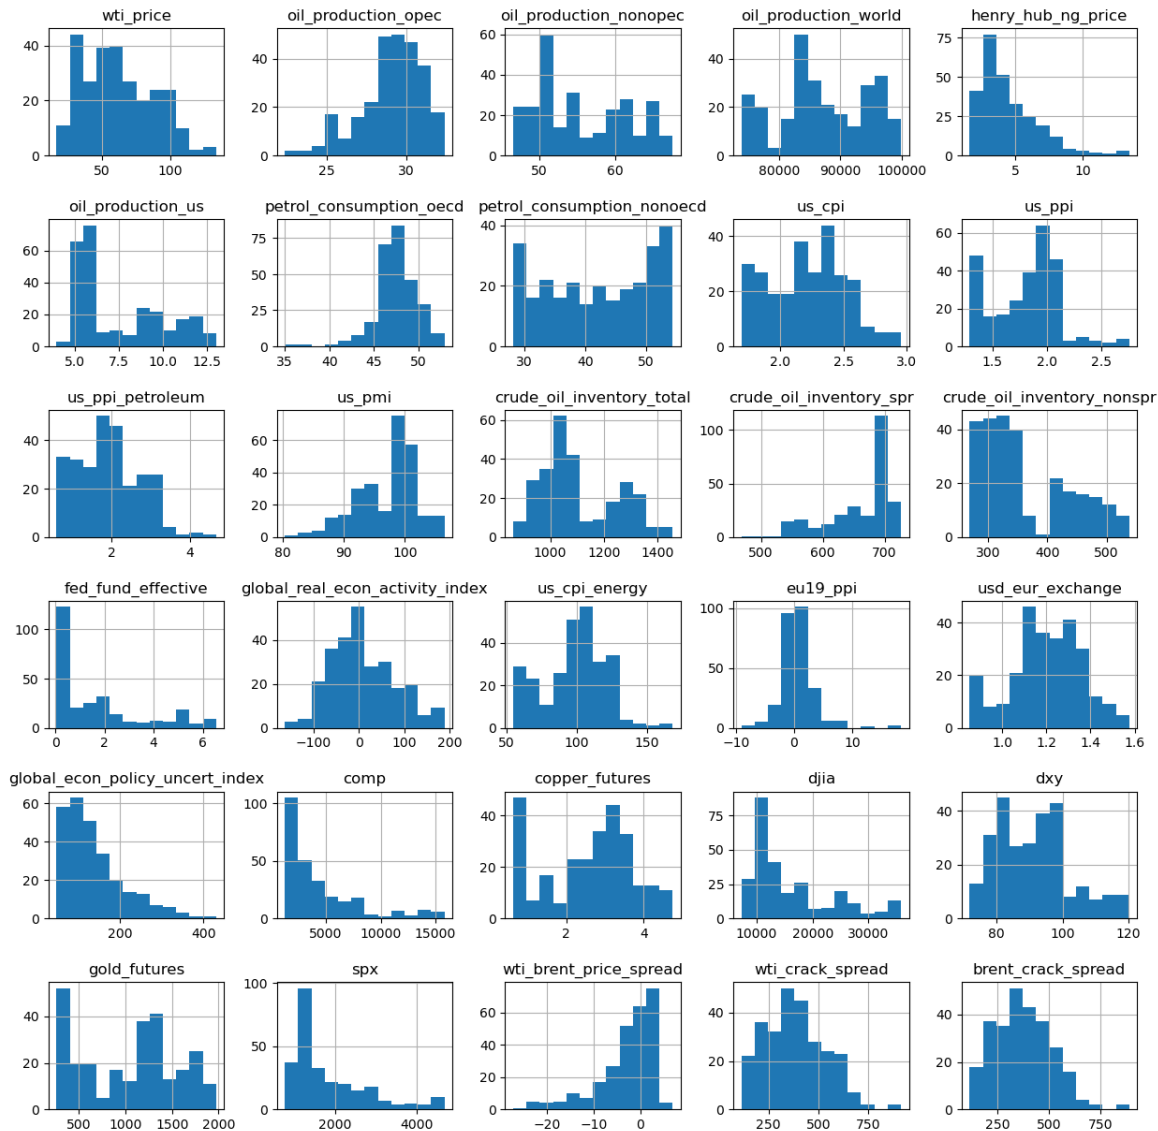 wti_price oil_production_opec oil_production_nonopec oil_production_world henry_hub_ng_price
40 20 0 50 100
40 20 0 25 30
60 40 20 0 50 60
40 20 0 80000 90000 100000
75 50 25 0 5 10
oil_production_us petrol_consumption_oecd petrol_consumption_nonoecd us_cpi us_ppi
60 40 20 0 5.0 7.5 10.0 12.5
75 50 25 0 35 40 45 50
40 20 0 30 40 50
40 20 0 2.0 2.5 3.0
60 40 20 0 1.5 2.0 2.5
us_ppi_petroleum us_pmi crude_oil_inventory_total crude_oil_inventory_spr crude_oil_inventory_nonspr
40 20 0 2 4
75 50 25 0 80 90 100
60 40 20 0 1000 1200 1400
100 50 0 500 600 700
40 20 0 300 400 500
fed_fund_effective global_real_econ_activity_index us_cpi_energy eu19_ppi usd_eur_exchange
100 50 0 0 2 4 6
40 20 0 −100 0 100 200
40 20 0 50 100 150
100 50 0 −10 0 10
40 20 0 1.0 1.2 1.4 1.6
global_econ_policy_uncert_index comp copper_futures djia dxy
60 40 20 0 200 400
100 50 0 5000 10000 15000
40 20 0 2 4
75 50 25 0 10000 20000 30000
40 20 0 80 100 120
gold_futures spx wti_brent_price_spread wti_crack_spread brent_crack_spread
40 20 0 500 1000 1500 2000
100 50 0 2000 4000
60 40 20 0 −20 −10 0
40 20 0 250 500 750
40 20 0 250 500 750